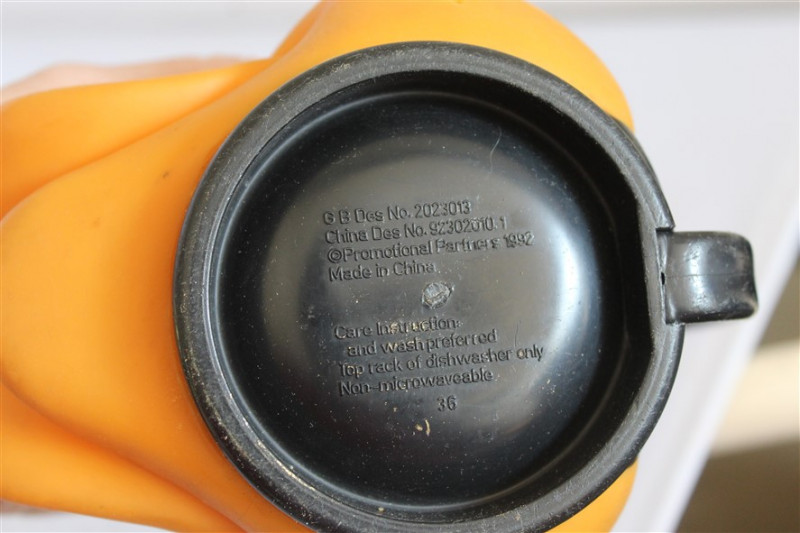 G B Des No. 2023013
China Des No. 92302010.1
©Promotional Partners 1992
Made in China
Care Instruction:
and wash preferred
Top rack of dishwasher only
Non-microwaveable
36